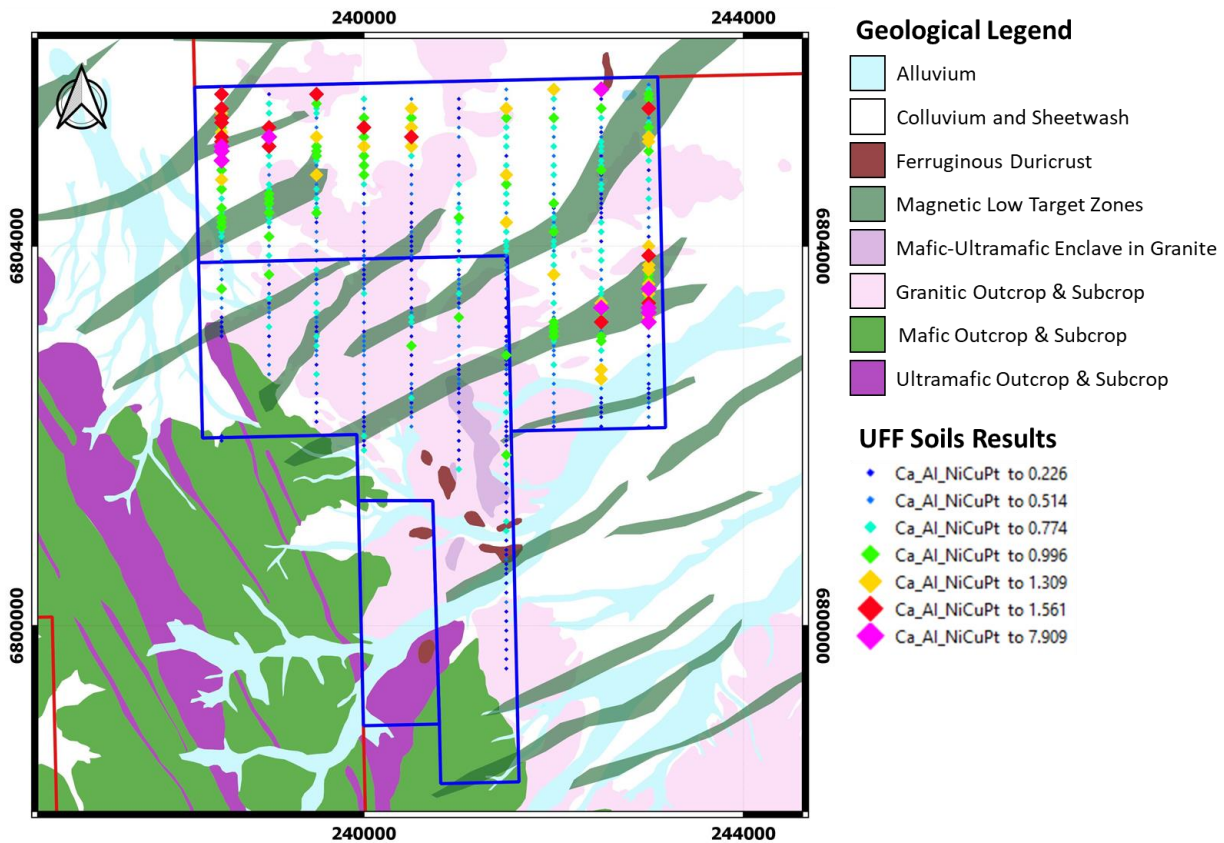 240000
244000
Geological Legend
Alluvium
Colluvium and Sheetwash
Ferruginous Duricrust
Magnetic Low Target Zones
Mafic-Ultramafic Enclave in Granite
Granitic Outcrop & Subcrop
Mafic Outcrop & Subcrop
Ultramafic Outcrop & Subcrop
6804000
6804000
UFF Soils Results
Ca_Al_NiCuPt to 0.226
Ca_Al_NiCuPt to 0.514
Ca_Al_NiCuPt to 0.774
Ca_Al_NiCuPt to 0.996
Ca_Al_NiCuPt to 1.309
Ca_Al_NiCuPt to 1.561
Ca_Al_NiCuPt to 7.909
6800000
6800000
240000
244000